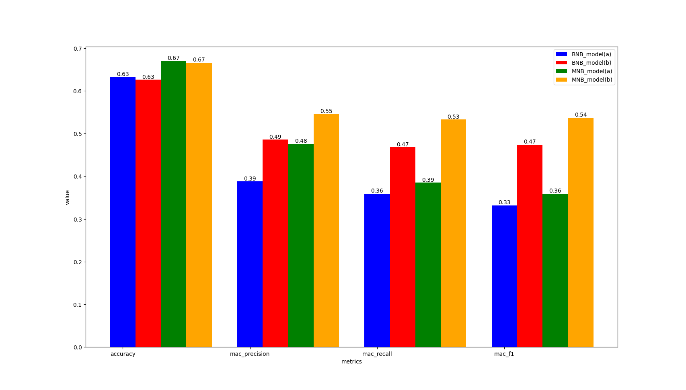 BNB_model(a)
BNB_model(b)
MNB_model(a)
MNB_model(b)
0.7
0.6
0.5
0.4
0.3
0.2
0.1
0.0
value
0.63
0.63
0.67
0.67
0.39
0.49
0.48
0.55
0.36
0.47
0.39
0.53
0.33
0.47
0.36
0.54
accuracy
mac_precision
mac_recall
mac_f1
metrics